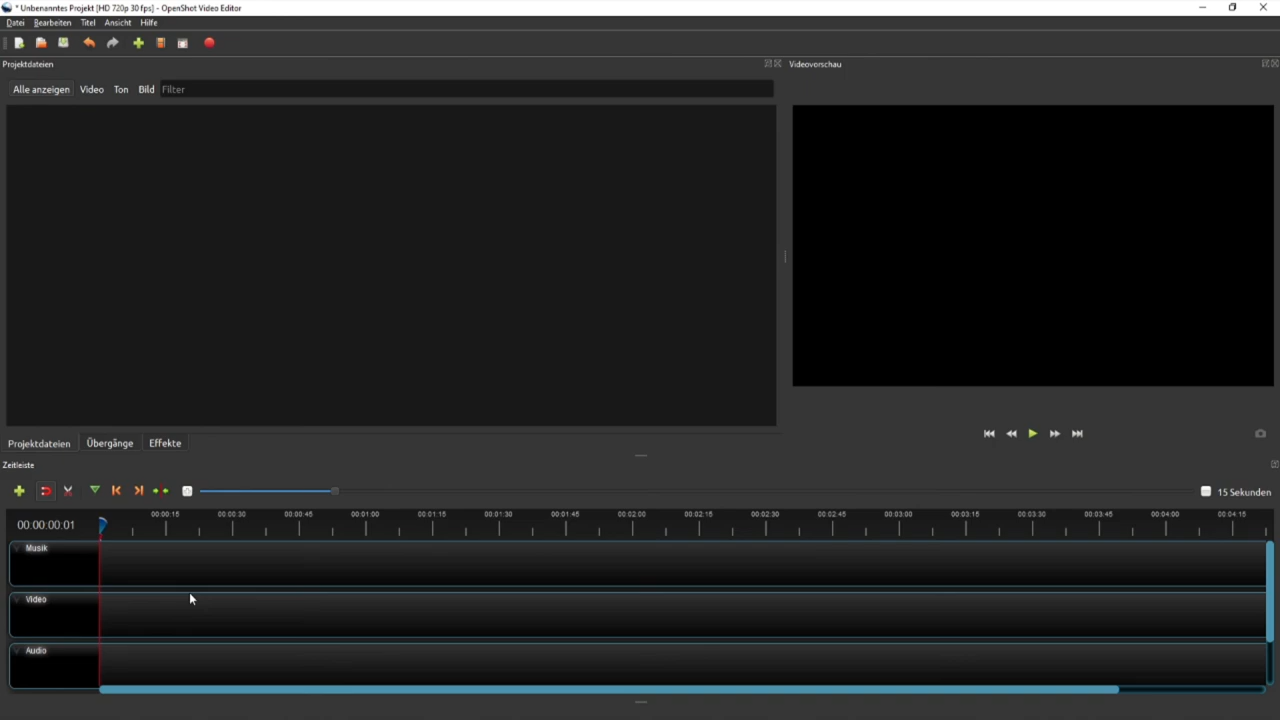 * Unbenanntes Projekt [HD 720p 30 fps] - OpenShot Video Editor
Datei Bearbeiten Titel Ansicht Hilfe
Projektdateien
Videovorschau
Alle anzeigen Video Ton Bild Filter
Projektdateien Übergänge Effekte
Zeitleiste
15 Sekunden
00:00:00:01
00:00:15 00:00:30 00:00:45 00:01:00 00:01:15 00:01:30 00:01:45 00:02:00 00:02:15 00:02:30 00:02:45 00:03:00 00:03:15 00:03:30 00:03:45 00:04:00 00:04:15
Musik
Video
Audio